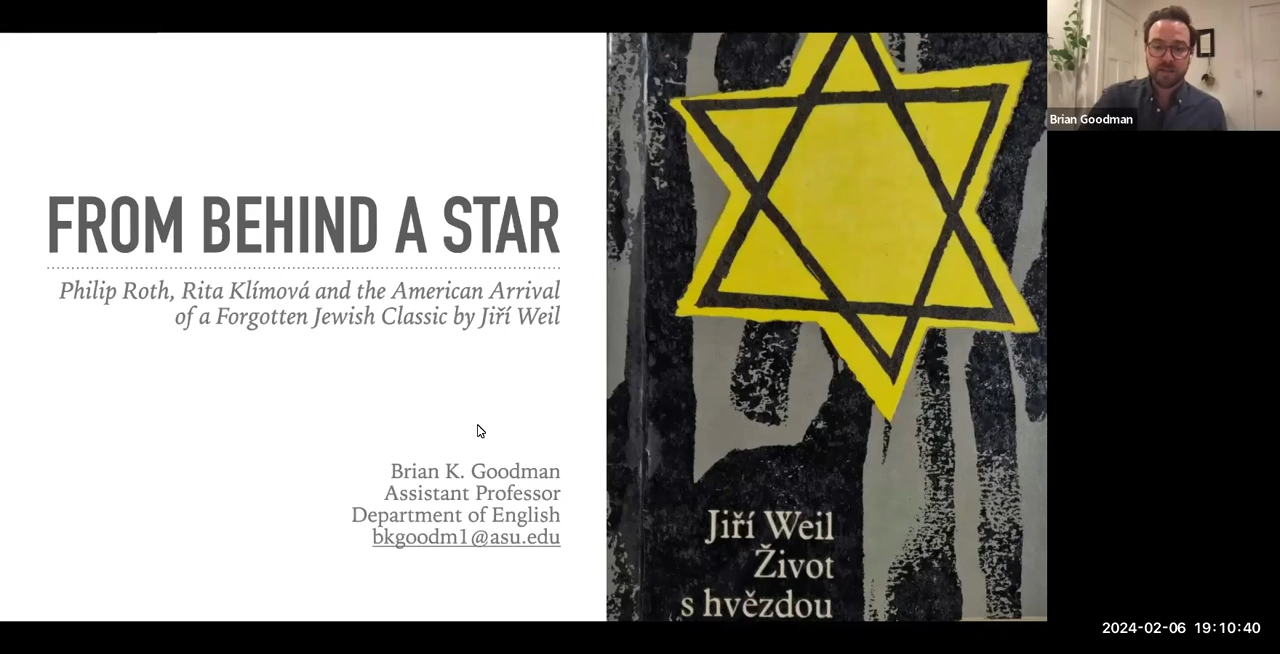 FROM BEHIND A STAR
Philip Roth, Rita Klímová and the American Arrival
of a Forgotten Jewish Classic by Jiří Weil
Brian K. Goodman
Assistant Professor
Department of English
bkgoodm1@asu.edu
Jiří Weil
Život
s hvězdou
Brian Goodman
2024-02-06 19:10:40